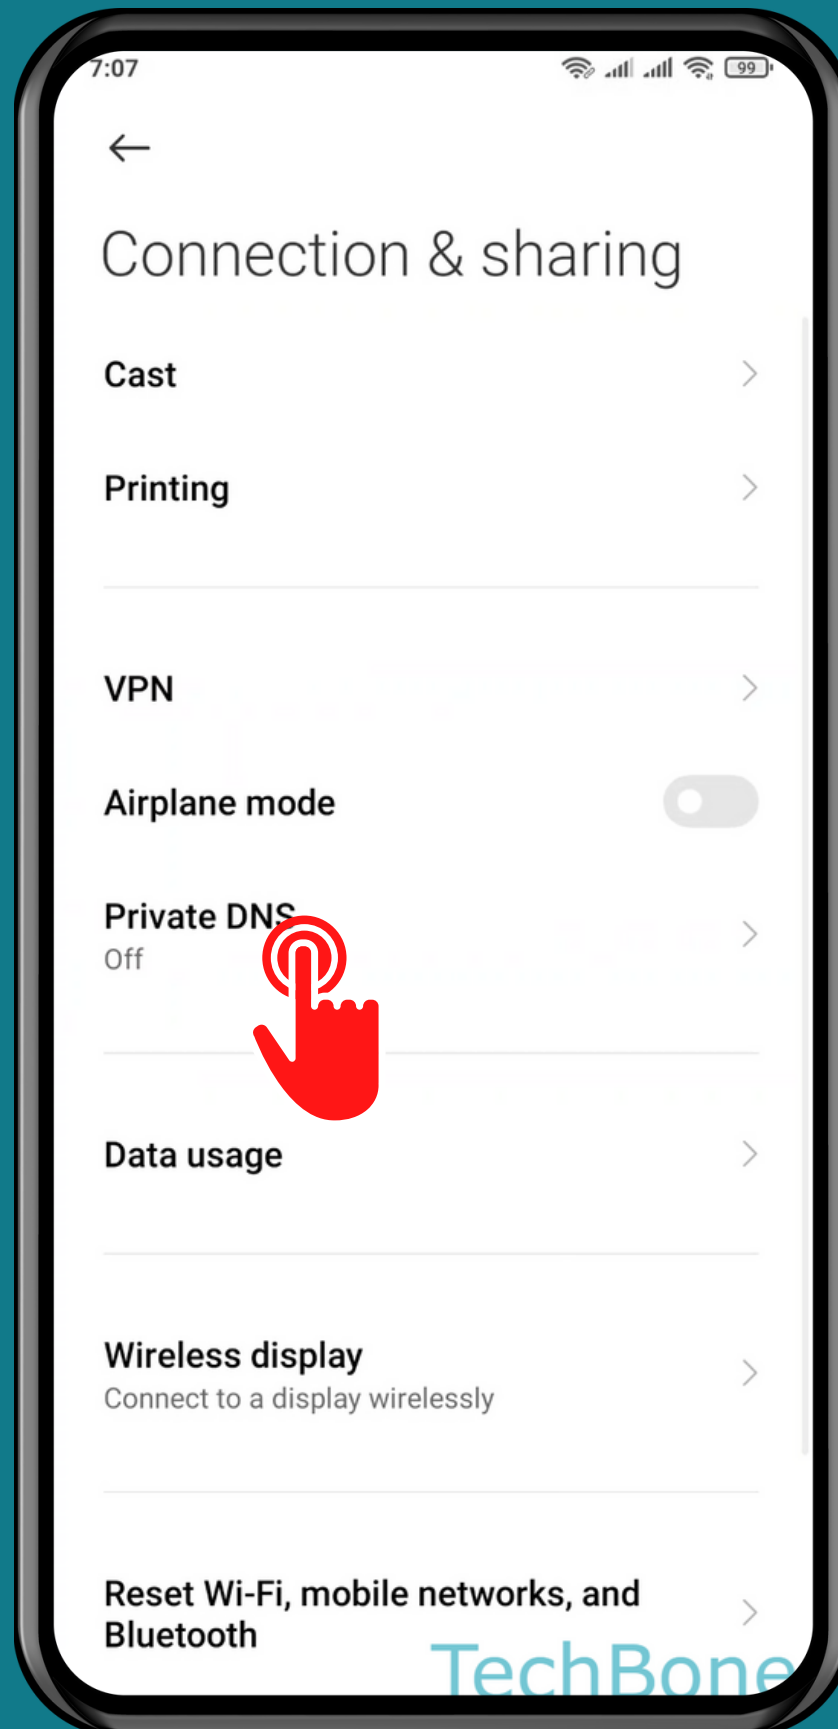 7:07
99
Connection & sharing
Cast
Printing
VPN
Airplane mode
Private DNS
Off
Data usage
Wireless display
Connect to a display wirelessly
Reset Wi-Fi, mobile networks, and
Bluetooth
TechBone